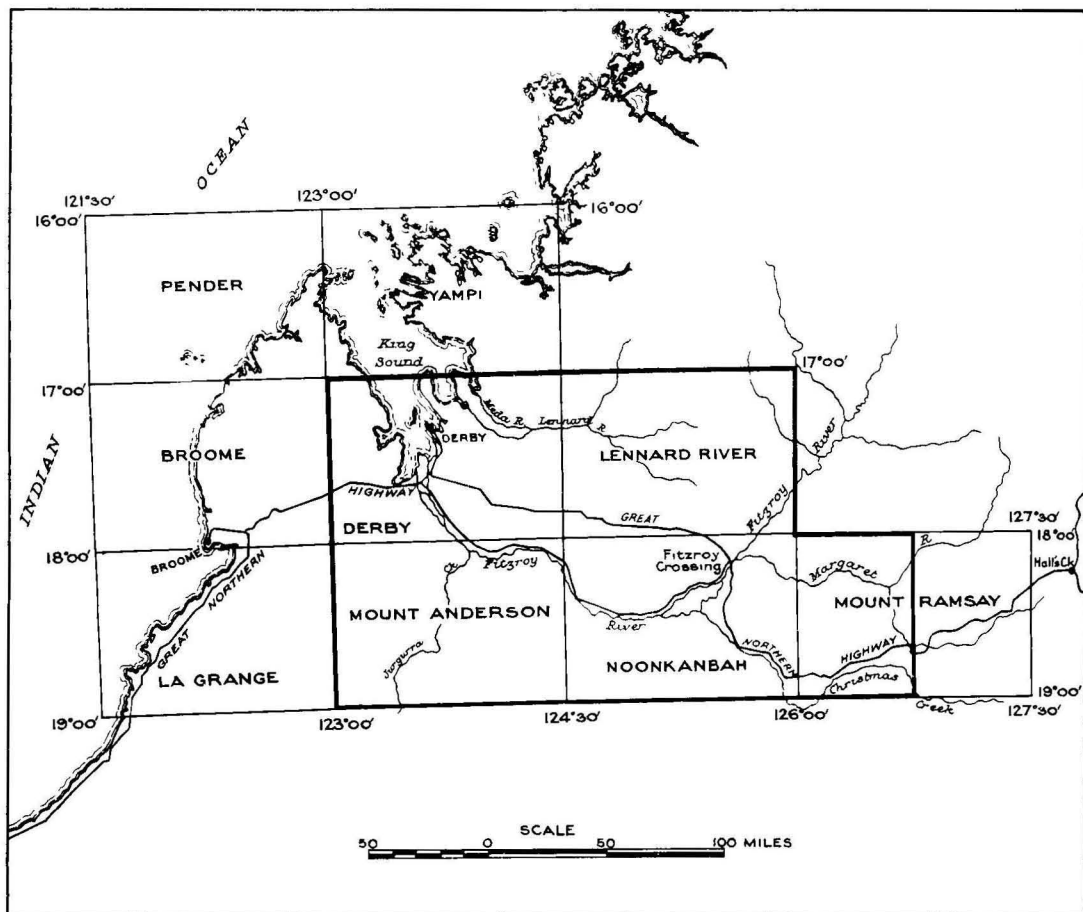 INDIAN
OCEAN
121°30'
123°00'
16°00'
16°00'
PENDER
YAMPI
King
Sound
17°00'
17°00'
Meda R
Lennard
R
DERBY
BROOME
LENNARD RIVER
River
Fitzroy
HIGHWAY
DERBY
GREAT
18°00'
BROOME
Fitzroy
Crossing
127°30'
18°00'
R
Hall's Ck
Ck
Fitzroy
Margaret
GREAT NORTHERN
MOUNT ANDERSON
River
MOUNT RAMSAY
Jurgurra
NOONKANBAH
NORTHERN
HIGHWAY
LA GRANGE
Christmas
Creek
19°00'
123°00'
124°30'
126°00'
19°00'
127°30'
SCALE
50 0 50 100 MILES